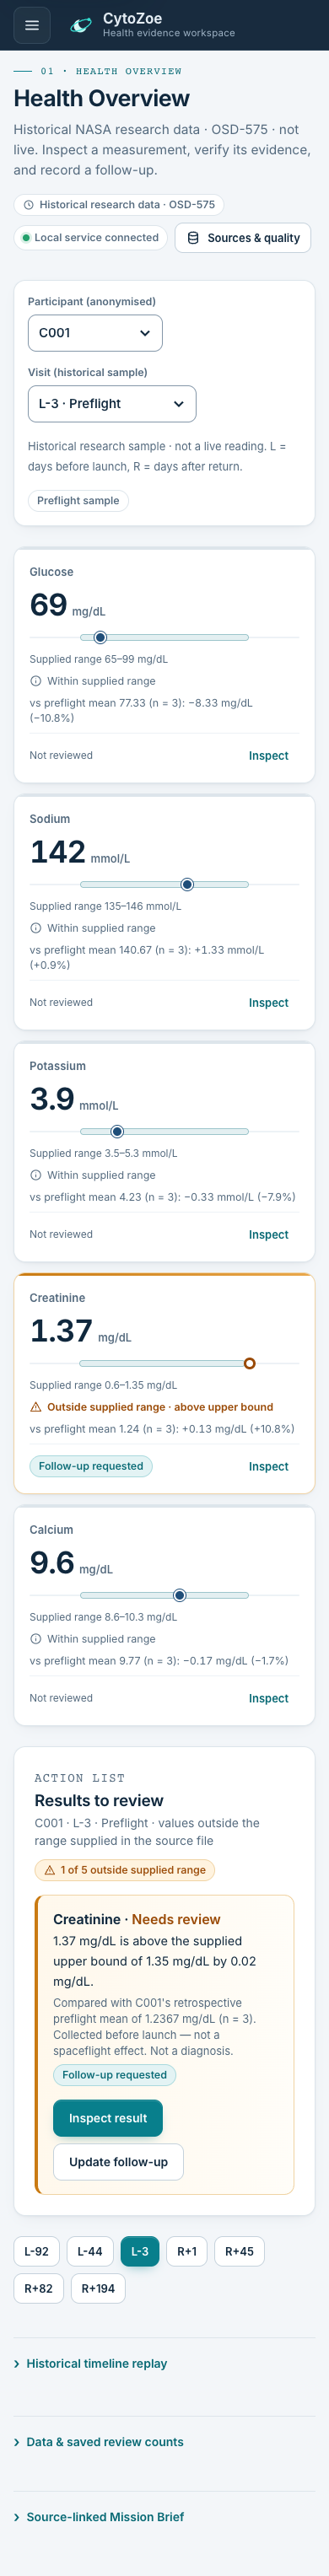 CytoZoe
Health evidence workspace
01 · HEALTH OVERVIEW
Health Overview
Historical NASA research data · OSD-575 · not
live. Inspect a measurement, verify its evidence,
and record a follow-up.
Historical research data · OSD-575
Local service connected
Sources & quality
Participant (anonymised)
C001
Visit (historical sample)
L-3 · Preflight
Historical research sample · not a live reading. L =
days before launch, R = days after return.
Preflight sample
Glucose
69 mg/dL
Supplied range 65–99 mg/dL
Within supplied range
vs preflight mean 77.33 (n = 3): −8.33 mg/dL
(−10.8%)
Not reviewed
Inspect
Sodium
142 mmol/L
Supplied range 135–146 mmol/L
Within supplied range
vs preflight mean 140.67 (n = 3): +1.33 mmol/L
(+0.9%)
Not reviewed
Inspect
Potassium
3.9 mmol/L
Supplied range 3.5–5.3 mmol/L
Within supplied range
vs preflight mean 4.23 (n = 3): −0.33 mmol/L (−7.9%)
Not reviewed
Inspect
Creatinine
1.37 mg/dL
Supplied range 0.6–1.35 mg/dL
Outside supplied range · above upper bound
vs preflight mean 1.24 (n = 3): +0.13 mg/dL (+10.8%)
Follow-up requested
Inspect
Calcium
9.6 mg/dL
Supplied range 8.6–10.3 mg/dL
Within supplied range
vs preflight mean 9.77 (n = 3): −0.17 mg/dL (−1.7%)
Not reviewed
Inspect
ACTION LIST
Results to review
C001 · L-3 · Preflight · values outside the
range supplied in the source file
1 of 5 outside supplied range
Creatinine · Needs review
1.37 mg/dL is above the supplied
upper bound of 1.35 mg/dL by 0.02
mg/dL.
Compared with C001's retrospective
preflight mean of 1.2367 mg/dL (n = 3).
Collected before launch — not a
spaceflight effect. Not a diagnosis.
Follow-up requested
Inspect result
Update follow-up
L-92
L-44
L-3
R+1
R+45
R+82
R+194
Historical timeline replay
Data & saved review counts
Source-linked Mission Brief